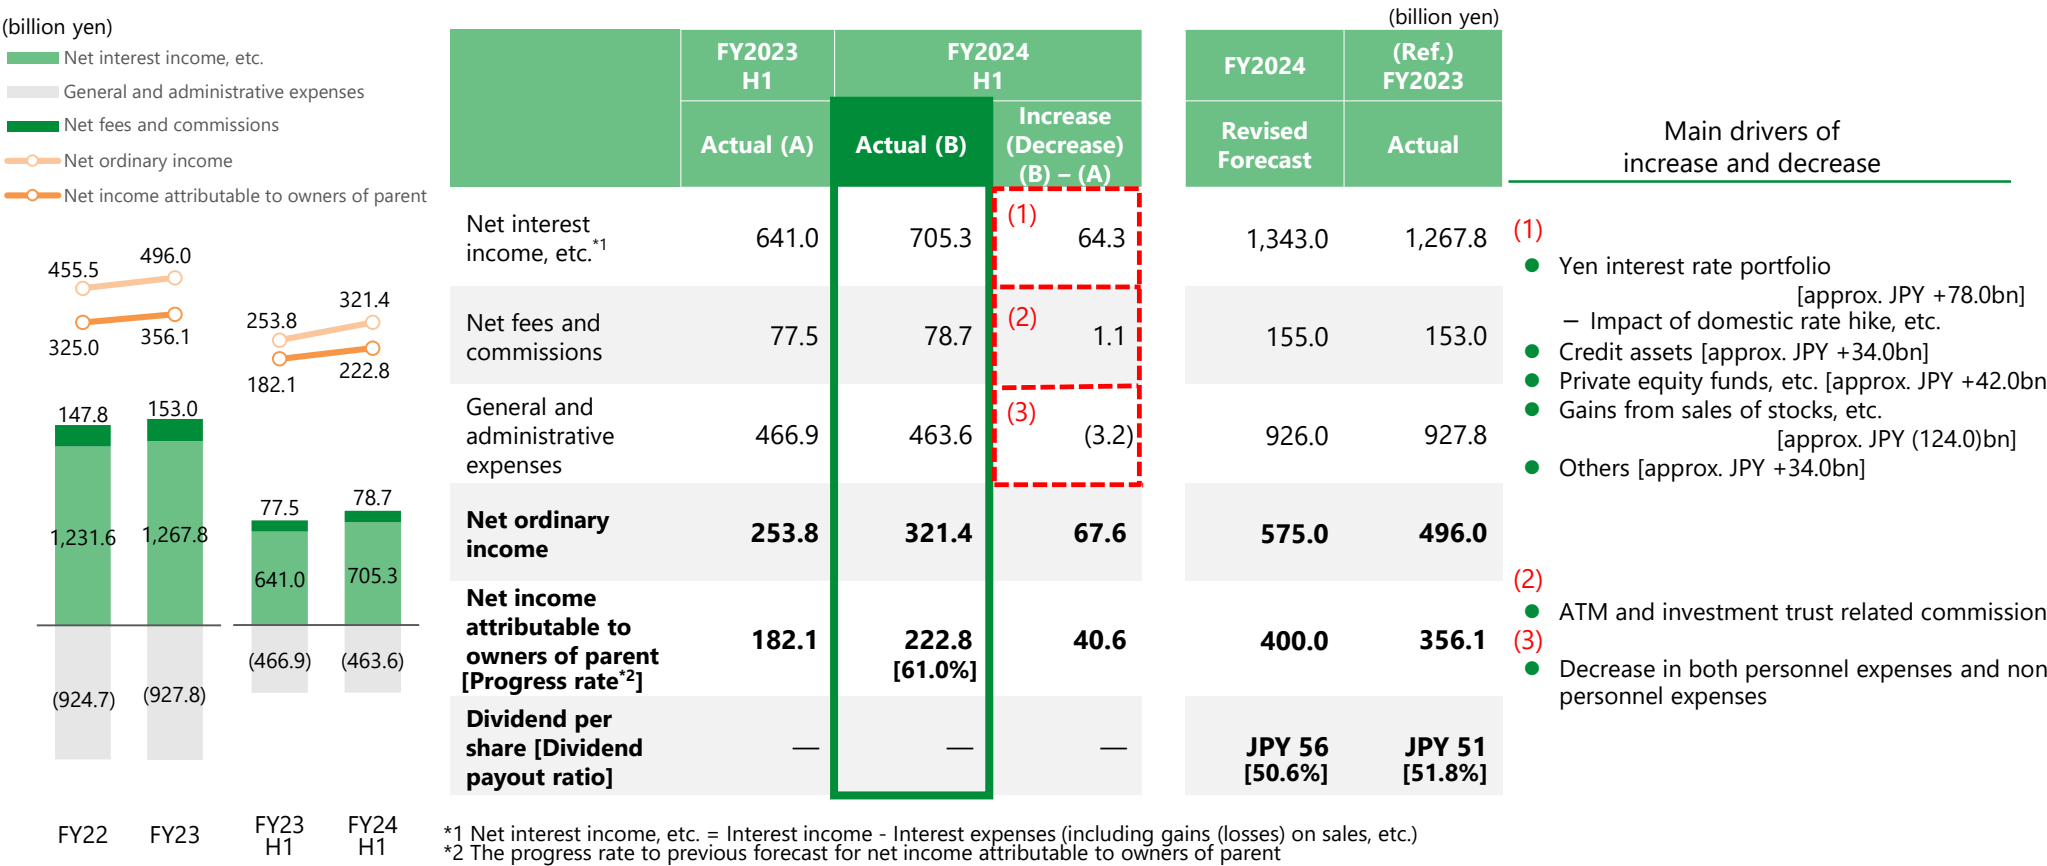 (billion yen)
Net interest income, etc.
General and administrative expenses
Net fees and commissions
Net ordinary income
Net income attributable to owners of parent
455.5
496.0
325.0
356.1
253.8
321.4
182.1
222.8
147.8
153.0
1,231.6
1,267.8
77.5
78.7
641.0
705.3
(924.7)
(927.8)
(466.9)
(463.6)
FY22
FY23
FY23
H1
FY24
H1
(billion yen)
FY2023
H1
FY2024
H1
FY2024
(Ref.)
FY2023
Actual (A)
Actual (B)
Increase
(Decrease)
(B) – (A)
Revised
Forecast
Actual
Net interest
income, etc.*1
641.0
705.3
(1)
64.3
1,343.0
1,267.8
Net fees and
commissions
77.5
78.7
(2)
1.1
155.0
153.0
General and
administrative
expenses
466.9
463.6
(3)
(3.2)
926.0
927.8
Net ordinary
income
253.8
321.4
67.6
575.0
496.0
Net income
attributable to
owners of parent
[Progress rate*2]
182.1
222.8
[61.0%]
40.6
400.0
356.1
Dividend per
share [Dividend
payout ratio]
—
—
—
JPY 56
[50.6%]
JPY 51
[51.8%]
Main drivers of
increase and decrease
(1)
● Yen interest rate portfolio
[approx. JPY +78.0bn]
– Impact of domestic rate hike, etc.
● Credit assets [approx. JPY +34.0bn]
● Private equity funds, etc. [approx. JPY +42.0bn
● Gains from sales of stocks, etc.
[approx. JPY (124.0)bn]
● Others [approx. JPY +34.0bn]
(2)
● ATM and investment trust related commission
(3)
● Decrease in both personnel expenses and non
personnel expenses
*1 Net interest income, etc. = Interest income - Interest expenses (including gains (losses) on sales, etc.)
*2 The progress rate to previous forecast for net income attributable to owners of parent